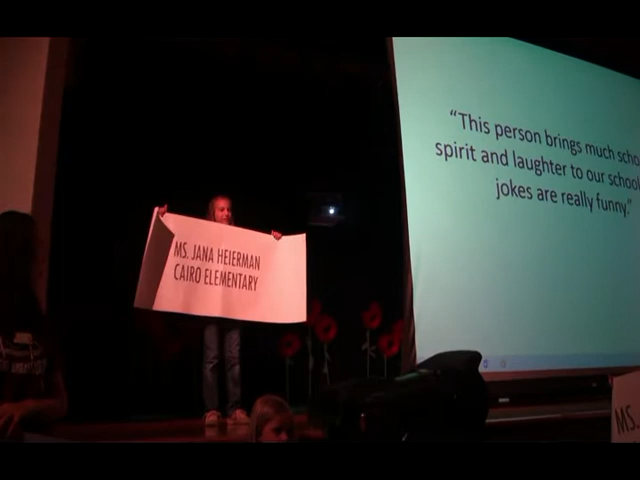 MS. JANA HEIERMAN
CAIRO ELEMENTARY
“This person brings much scho
spirit and laughter to our school
jokes are really funny.”
MS.